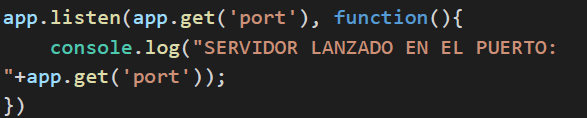 app.listen(app.get('port'), function(){
    console.log("SERVIDOR LANZADO EN EL PUERTO:
"+app.get('port'));
})